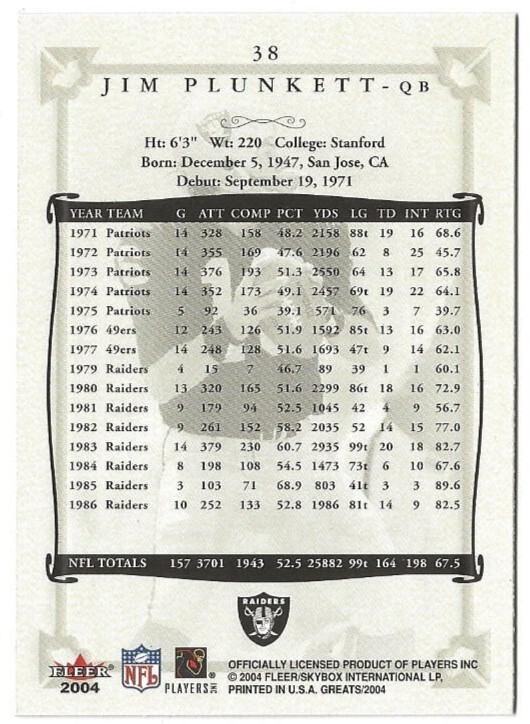 38
JIM PLUNKETT - QB
Ht: 6'3" Wt: 220 College: Stanford
Born: December 5, 1947, San Jose, CA
Debut: September 19, 1971
YEAR TEAM G ATT COMP PCT YDS LG TD INT RTG
1971 Patriots 14 328 158 48.2 2158 88t 19 16 68.6
1972 Patriots 14 355 169 47.6 2196 62 8 25 45.7
1973 Patriots 14 376 193 51.3 2550 64 13 17 65.8
1974 Patriots 14 352 173 49.1 2457 69t 19 22 64.1
1975 Patriots 5 92 36 39.1 571 76 3 7 39.7
1976 49ers 12 243 126 51.9 1592 85t 13 16 63.0
1977 49ers 14 248 128 51.6 1693 47t 9 14 62.1
1979 Raiders 4 15 7 46.7 89 39 1 1 60.1
1980 Raiders 13 320 165 51.6 2299 86t 18 16 72.9
1981 Raiders 9 179 94 52.5 1045 42 4 9 56.7
1982 Raiders 9 261 152 58.2 2035 52 14 15 77.0
1983 Raiders 14 379 230 60.7 2935 99t 20 18 82.7
1984 Raiders 8 198 108 54.5 1473 73t 6 10 67.6
1985 Raiders 3 103 71 68.9 803 41t 3 3 89.6
1986 Raiders 10 252 133 52.8 1986 81t 14 9 82.5
NFL TOTALS 157 3701 1943 52.5 25882 99t 164 198 67.5
RAIDERS
FLEER
2004
NFL
PLAYERS INC
OFFICIALLY LICENSED PRODUCT OF PLAYERS INC
© 2004 FLEER/SKYBOX INTERNATIONAL LP,
PRINTED IN U.S.A. GREATS/2004